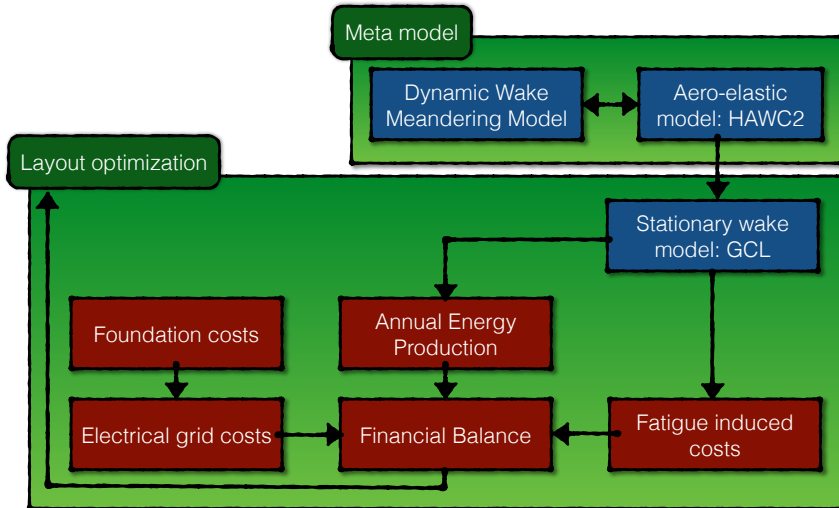 Meta model
Dynamic Wake
Meandering Model
Aero-elastic
model: HAWC2
Layout optimization
Stationary wake
model: GCL
Foundation costs
Annual Energy
Production
Electrical grid costs
Financial Balance
Fatigue induced
costs